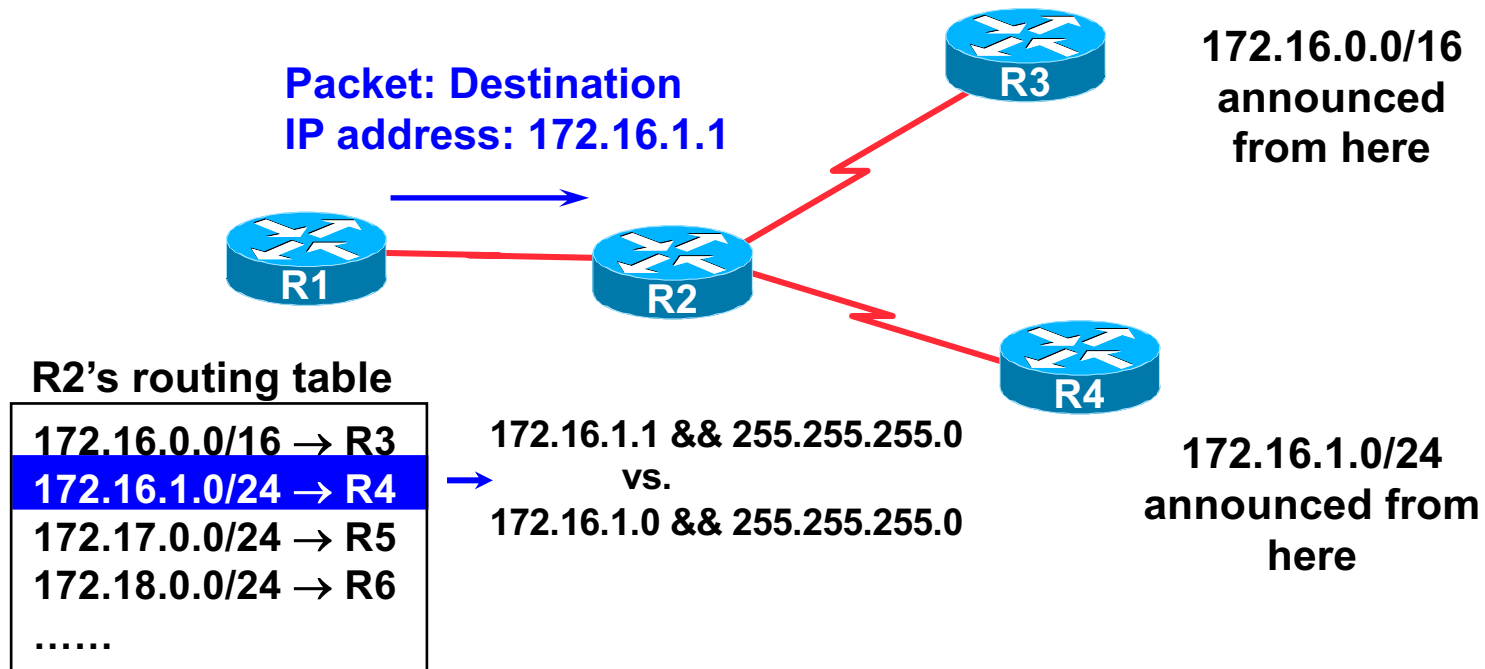 Packet: Destination
IP address: 172.16.1.1
R3
172.16.0.0/16
announced
from here
R1
R2
R4
172.16.1.0/24
announced from
here
R2’s routing table
172.16.0.0/16 → R3
172.16.1.0/24 → R4
172.17.0.0/24 → R5
172.18.0.0/24 → R6
......
172.16.1.1 && 255.255.255.0
vs.
172.16.1.0 && 255.255.255.0